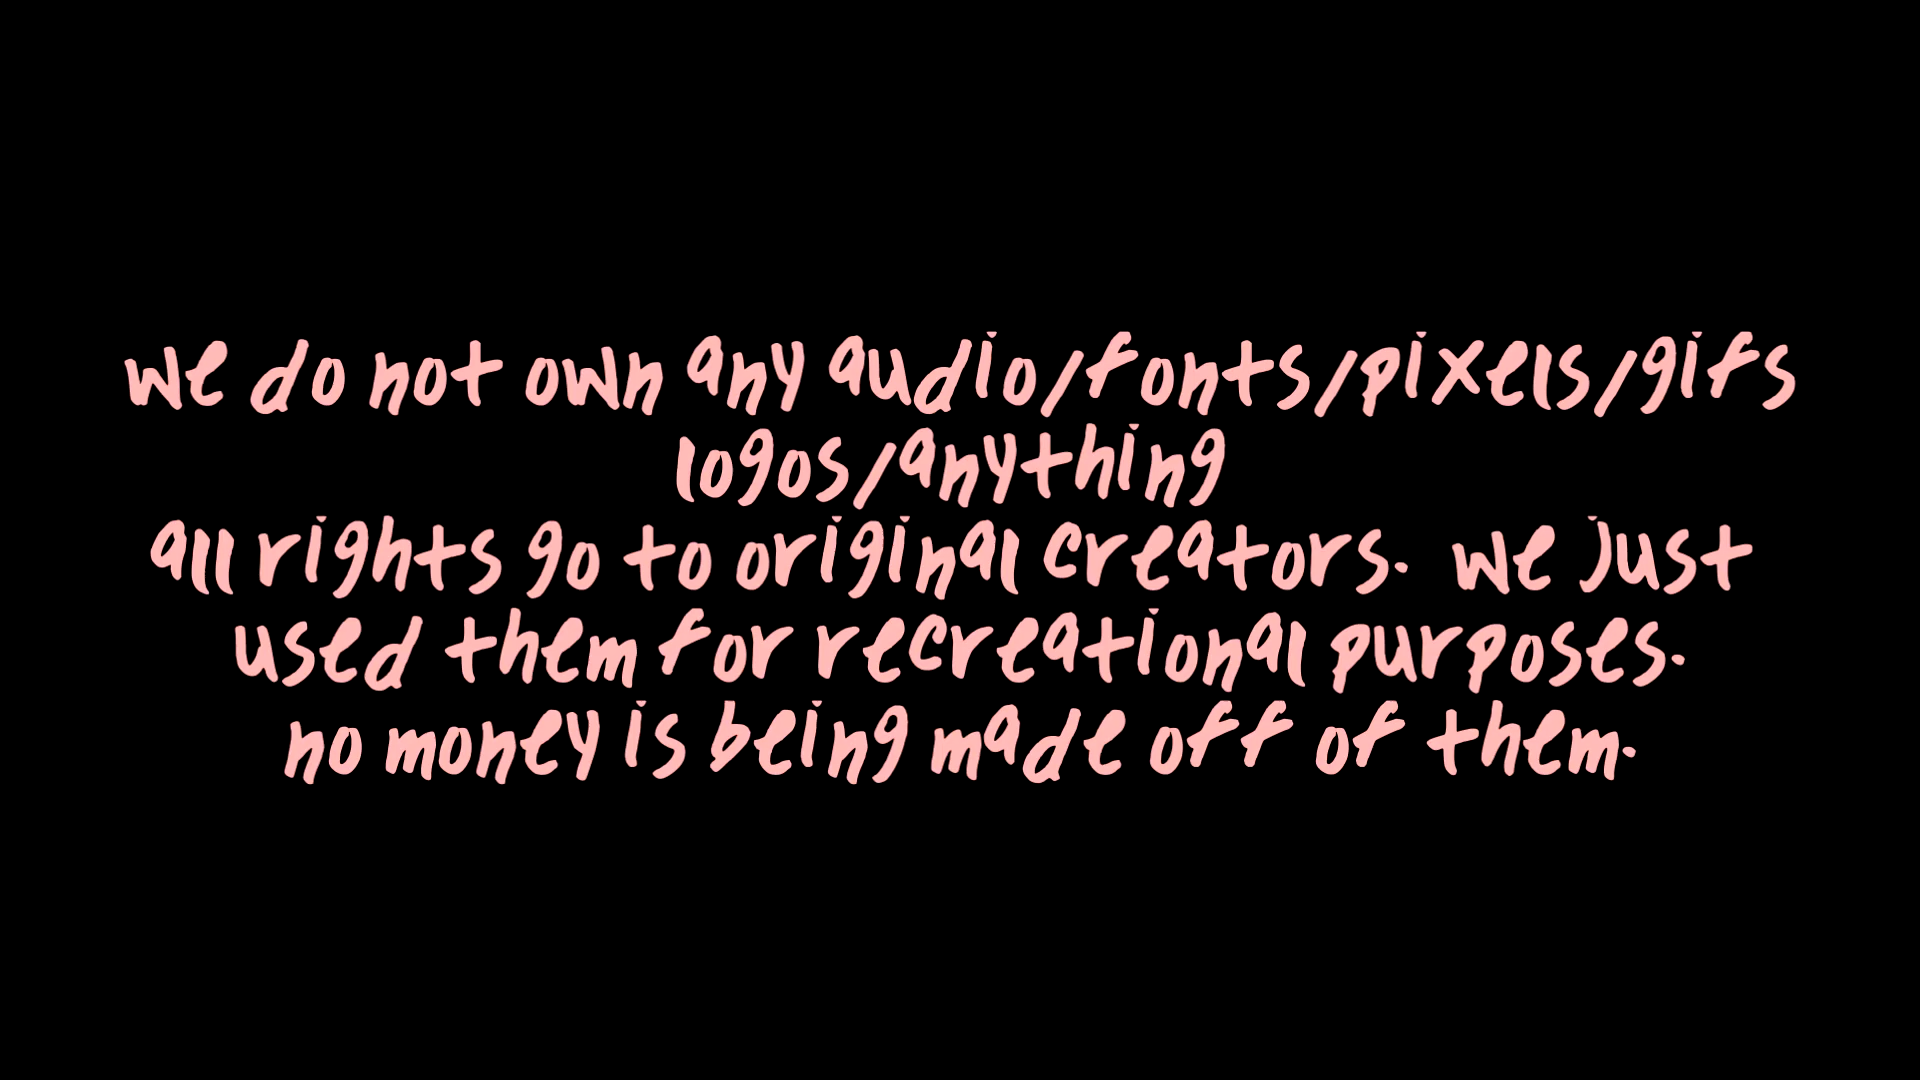 we do not own any audio/fonts/pixels/gifs
logos/anything
all rights go to original creators. we just
used them for recreational purposes.
no money is being made off of them.